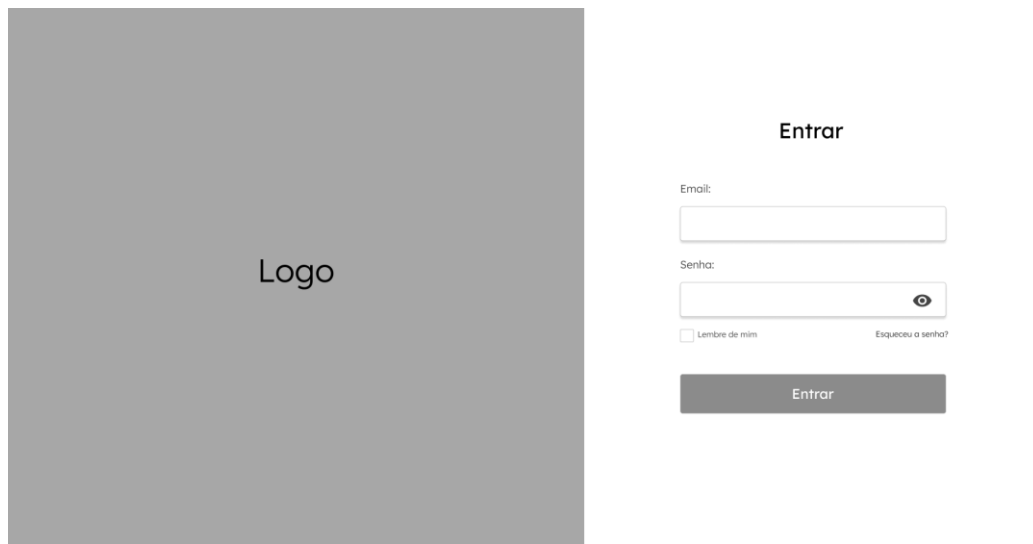 Logo
Entrar
Email:
Senha:
Lembre de mim
Esqueceu a senha?
Entrar